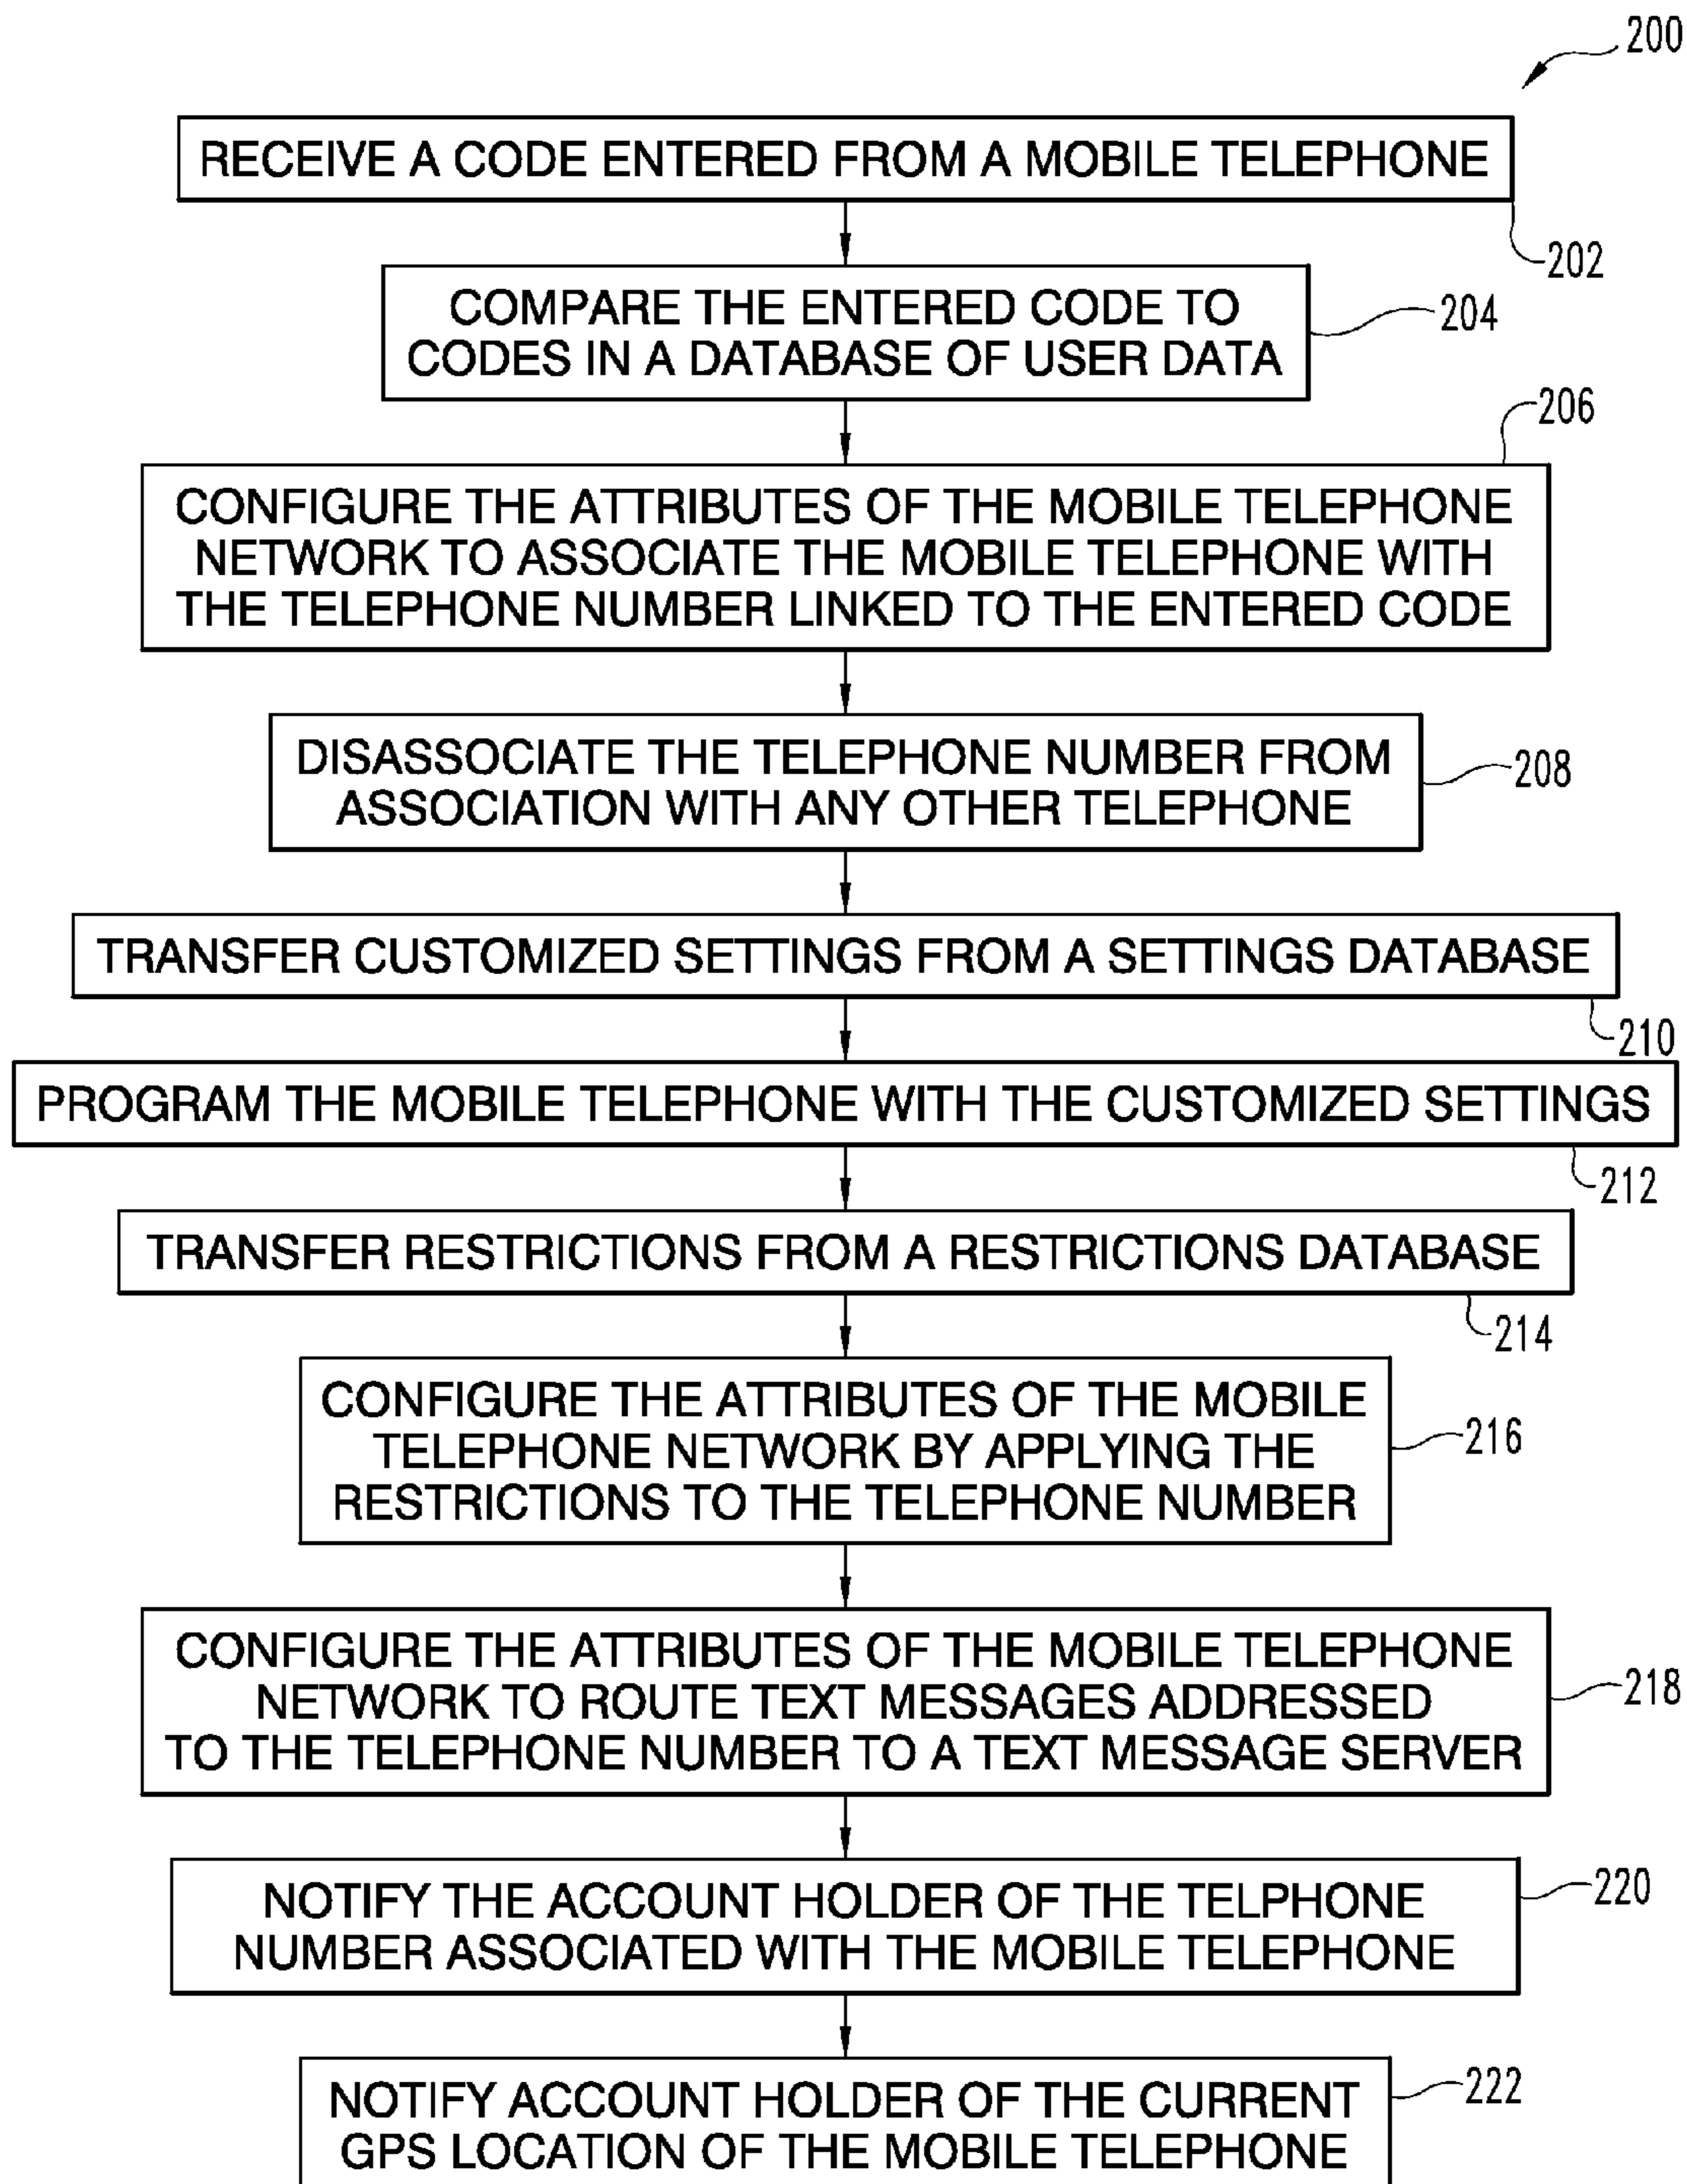 200
RECEIVE A CODE ENTERED FROM A MOBILE TELEPHONE
202
COMPARE THE ENTERED CODE TO
CODES IN A DATABASE OF USER DATA
204
206
CONFIGURE THE ATTRIBUTES OF THE MOBILE TELEPHONE
NETWORK TO ASSOCIATE THE MOBILE TELEPHONE WITH
THE TELEPHONE NUMBER LINKED TO THE ENTERED CODE
DISASSOCIATE THE TELEPHONE NUMBER FROM
ASSOCIATION WITH ANY OTHER TELEPHONE
208
TRANSFER CUSTOMIZED SETTINGS FROM A SETTINGS DATABASE
210
PROGRAM THE MOBILE TELEPHONE WITH THE CUSTOMIZED SETTINGS
212
TRANSFER RESTRICTIONS FROM A RESTRICTIONS DATABASE
214
CONFIGURE THE ATTRIBUTES OF THE MOBILE
TELEPHONE NETWORK BY APPLYING THE
RESTRICTIONS TO THE TELEPHONE NUMBER
216
CONFIGURE THE ATTRIBUTES OF THE MOBILE TELEPHONE
NETWORK TO ROUTE TEXT MESSAGES ADDRESSED
TO THE TELEPHONE NUMBER TO A TEXT MESSAGE SERVER
218
NOTIFY THE ACCOUNT HOLDER OF THE TELPHONE
NUMBER ASSOCIATED WITH THE MOBILE TELEPHONE
220
NOTIFY ACCOUNT HOLDER OF THE CURRENT
GPS LOCATION OF THE MOBILE TELEPHONE
222